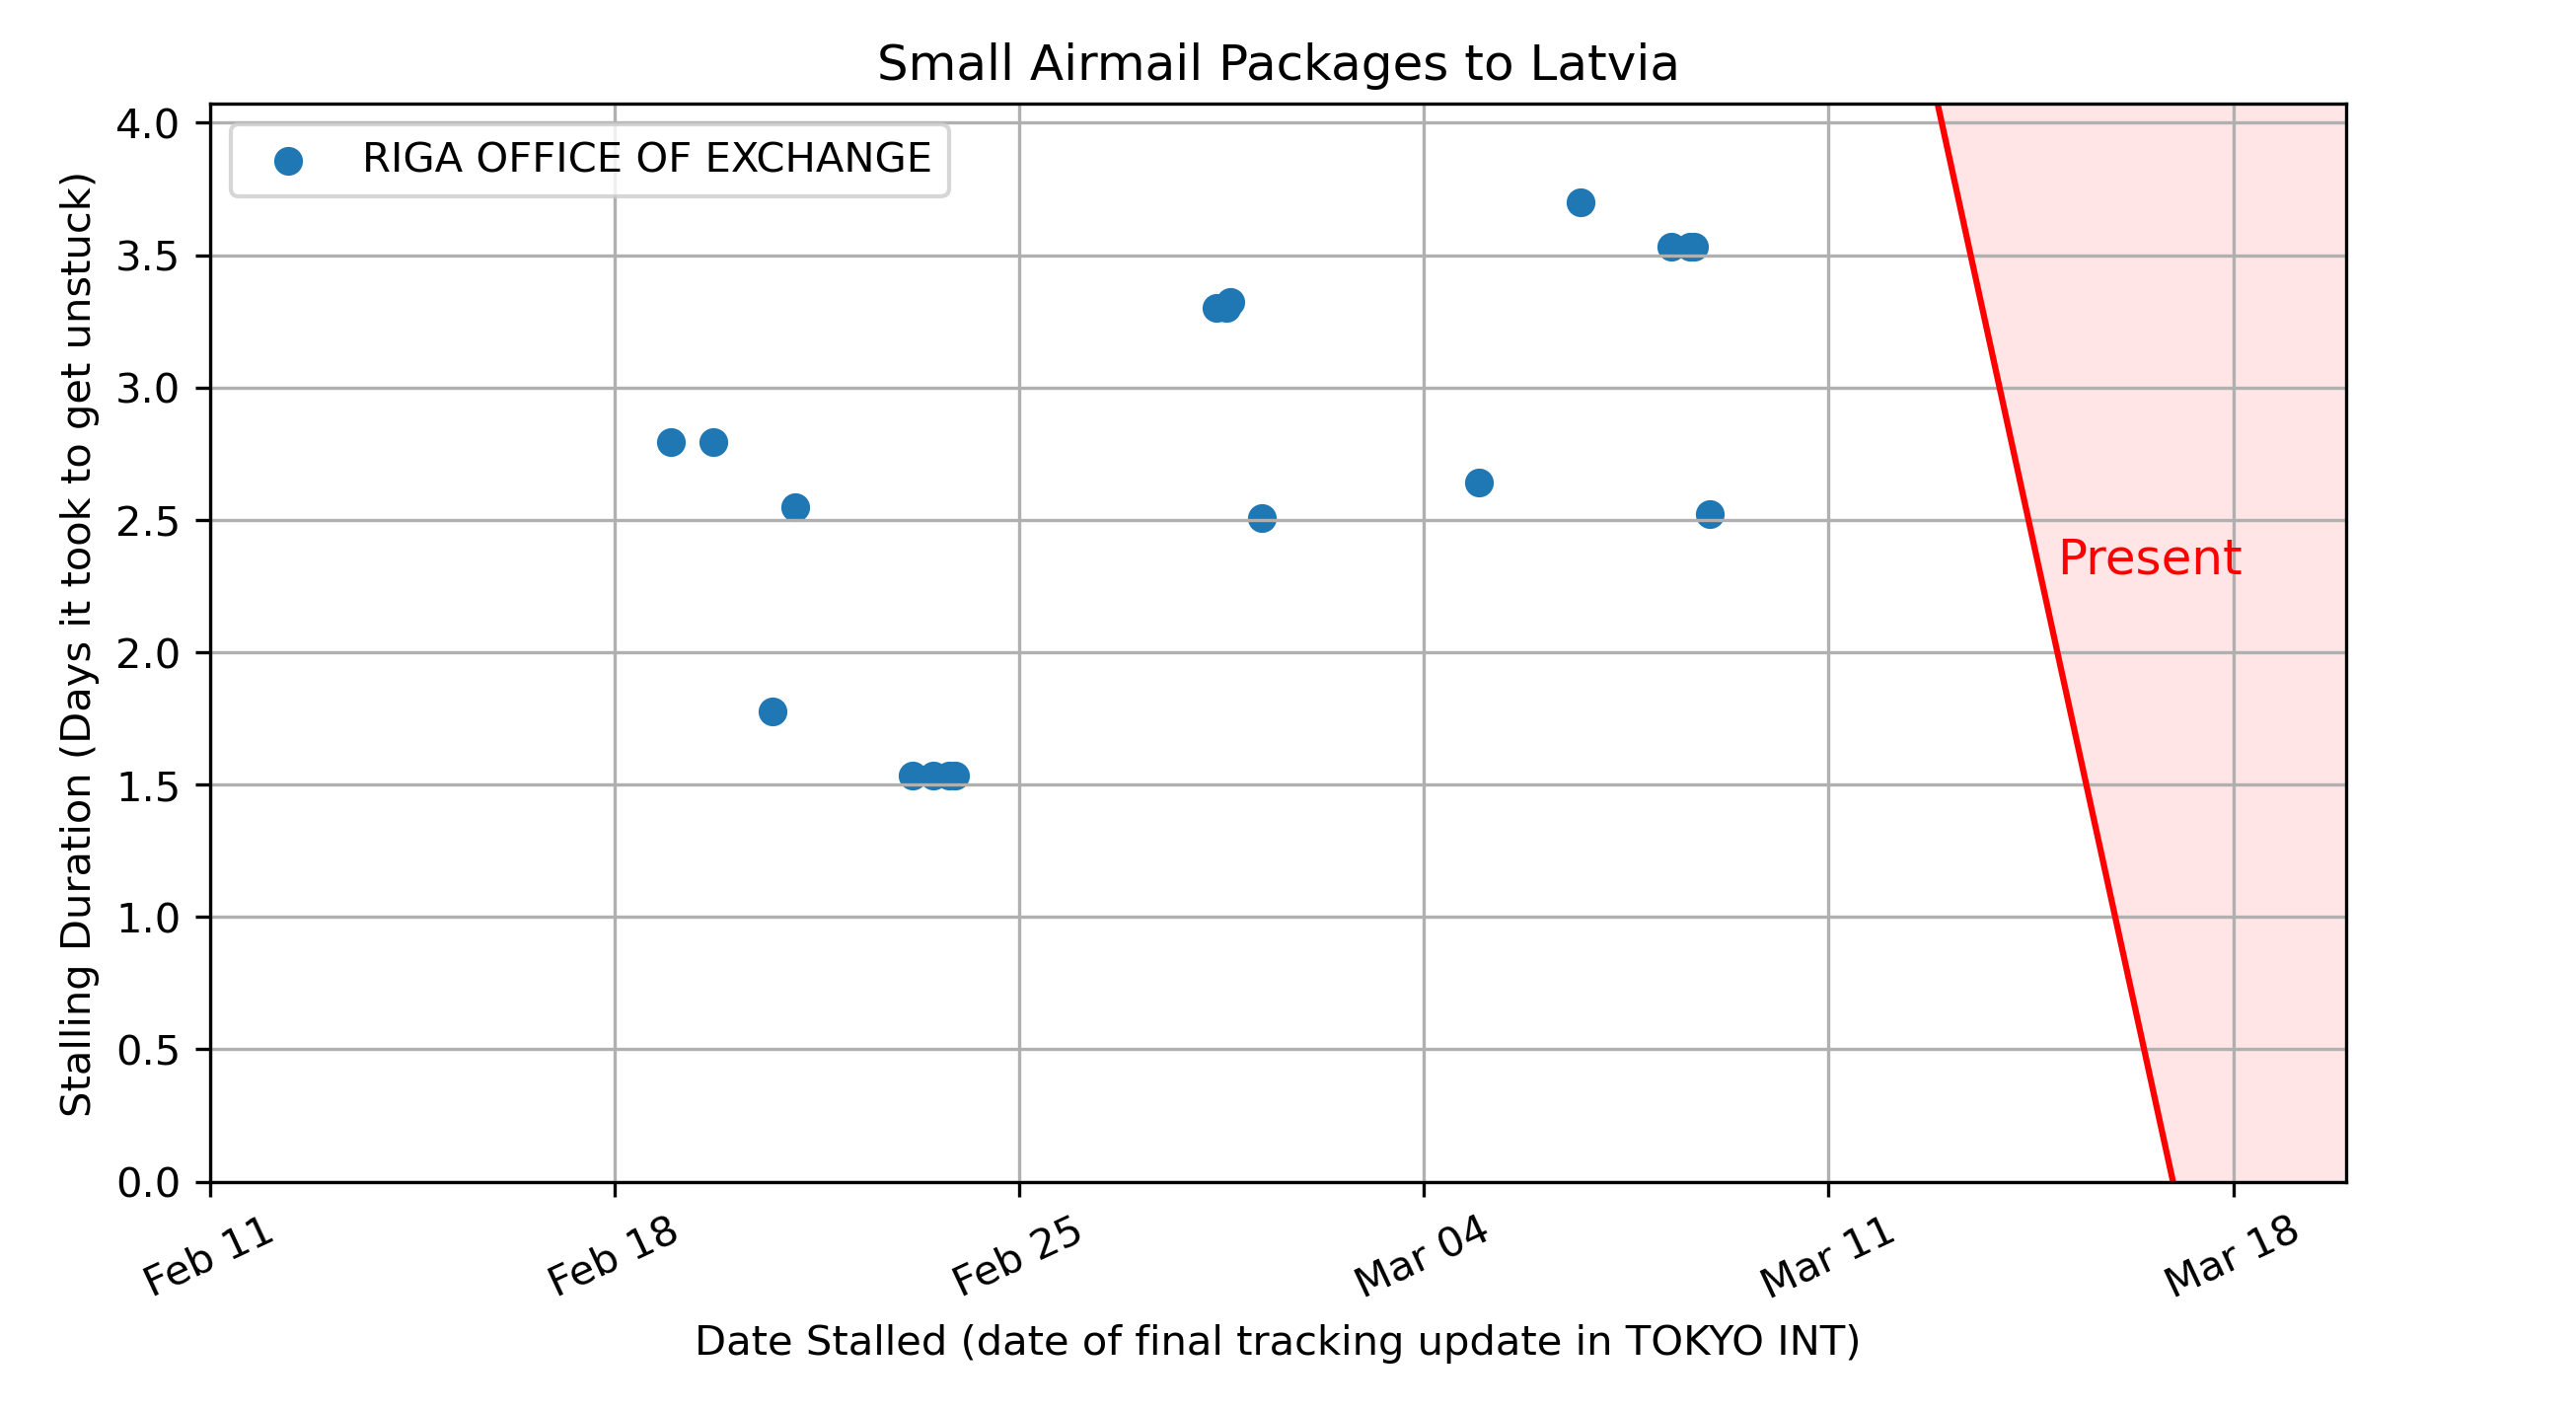 Small Airmail Packages to Latvia
RIGA OFFICE OF EXCHANGE
Stalling Duration (Days it took to get unstuck)
4.0
3.5
3.0
2.5
2.0
1.5
1.0
0.5
0.0
Present
Feb 11
Feb 18
Feb 25
Mar 04
Mar 11
Mar 18
Date Stalled (date of final tracking update in TOKYO INT)